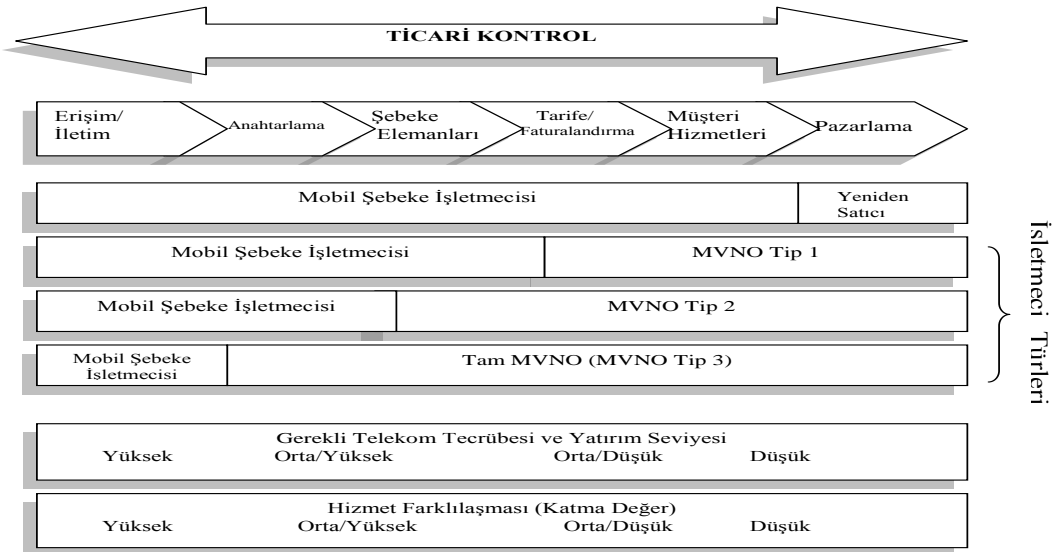 TİCARİ KONTROL
Erişim/
İletim
Anahtarlama
Şebeke
Elemanları
Tarife/
Faturalandırma
Müşteri
Hizmetleri
Pazarlama
Mobil Şebeke İşletmecisi
Yeniden
Satıcı
Mobil Şebeke İşletmecisi
MVNO Tip 1
Mobil Şebeke İşletmecisi
MVNO Tip 2
Mobil Şebeke
İşletmecisi
Tam MVNO (MVNO Tip 3)
İsletmeci Türleri
Gerekli Telekom Tecrübesi ve Yatırım Seviyesi
Yüksek Orta/Yüksek Orta/Düşük Düşük
Hizmet Farklılaşması (Katma Değer)
Yüksek Orta/Yüksek Orta/Düşük Düşük